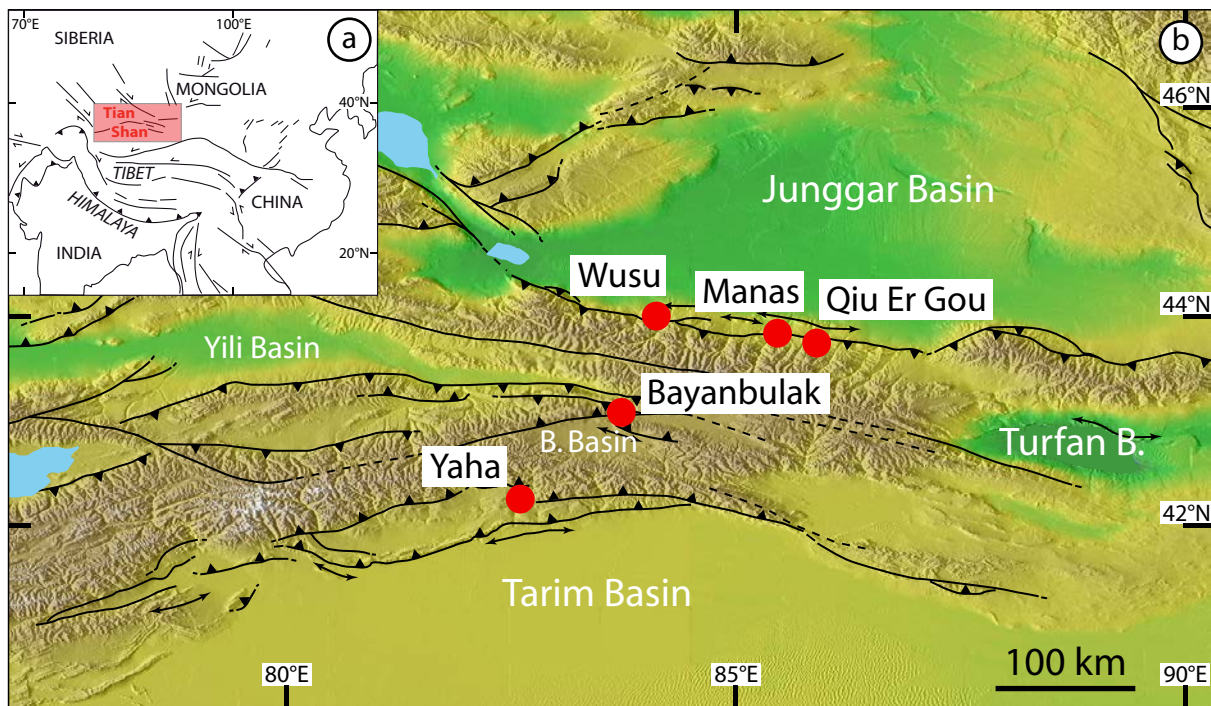 70°E
100°E
a
SIBERIA
MONGOLIA
40°N
Tian
Shan
TIBET
CHINA
HIMALAYA
INDIA
20°N
b
46°N
Junggar Basin
Wusu
Manas
Qiu Er Gou
44°N
Yili Basin
Bayanbulak
B. Basin
Turfan B.
Yaha
42°N
Tarim Basin
100 km
80°E
85°E
90°E